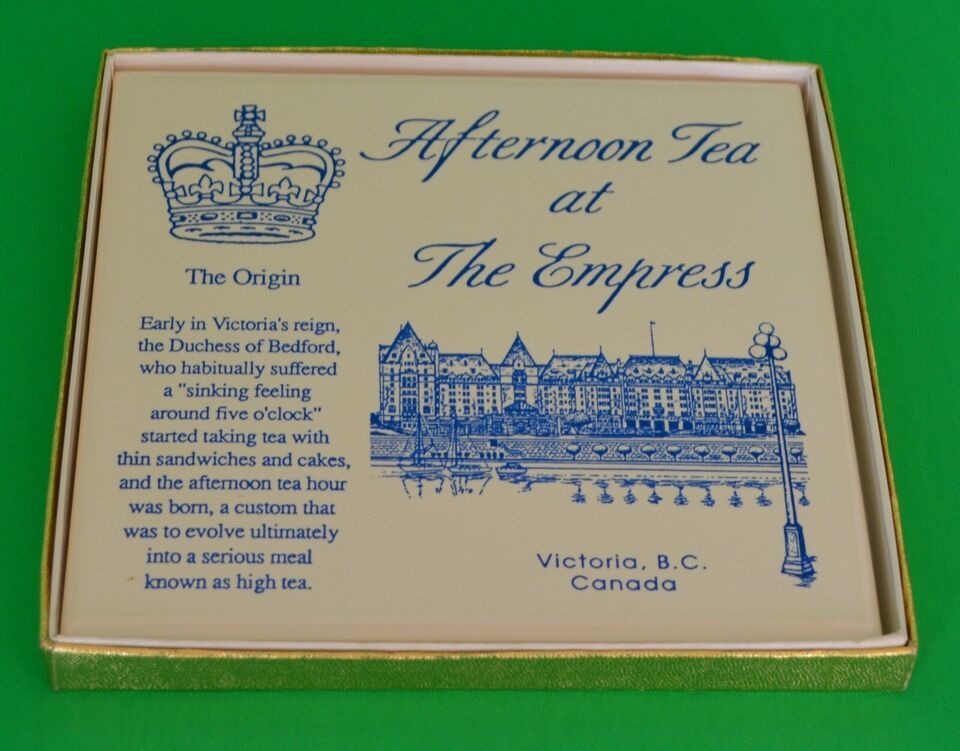 Afternoon Tea
at
The Empress
The Origin
Early in Victoria's reign,
the Duchess of Bedford,
who habitually suffered
a "sinking feeling
around five o'clock"
started taking tea with
thin sandwiches and cakes,
and the afternoon tea hour
was born, a custom that
was to evolve ultimately
into a serious meal
known as high tea.
Victoria, B.C.
Canada